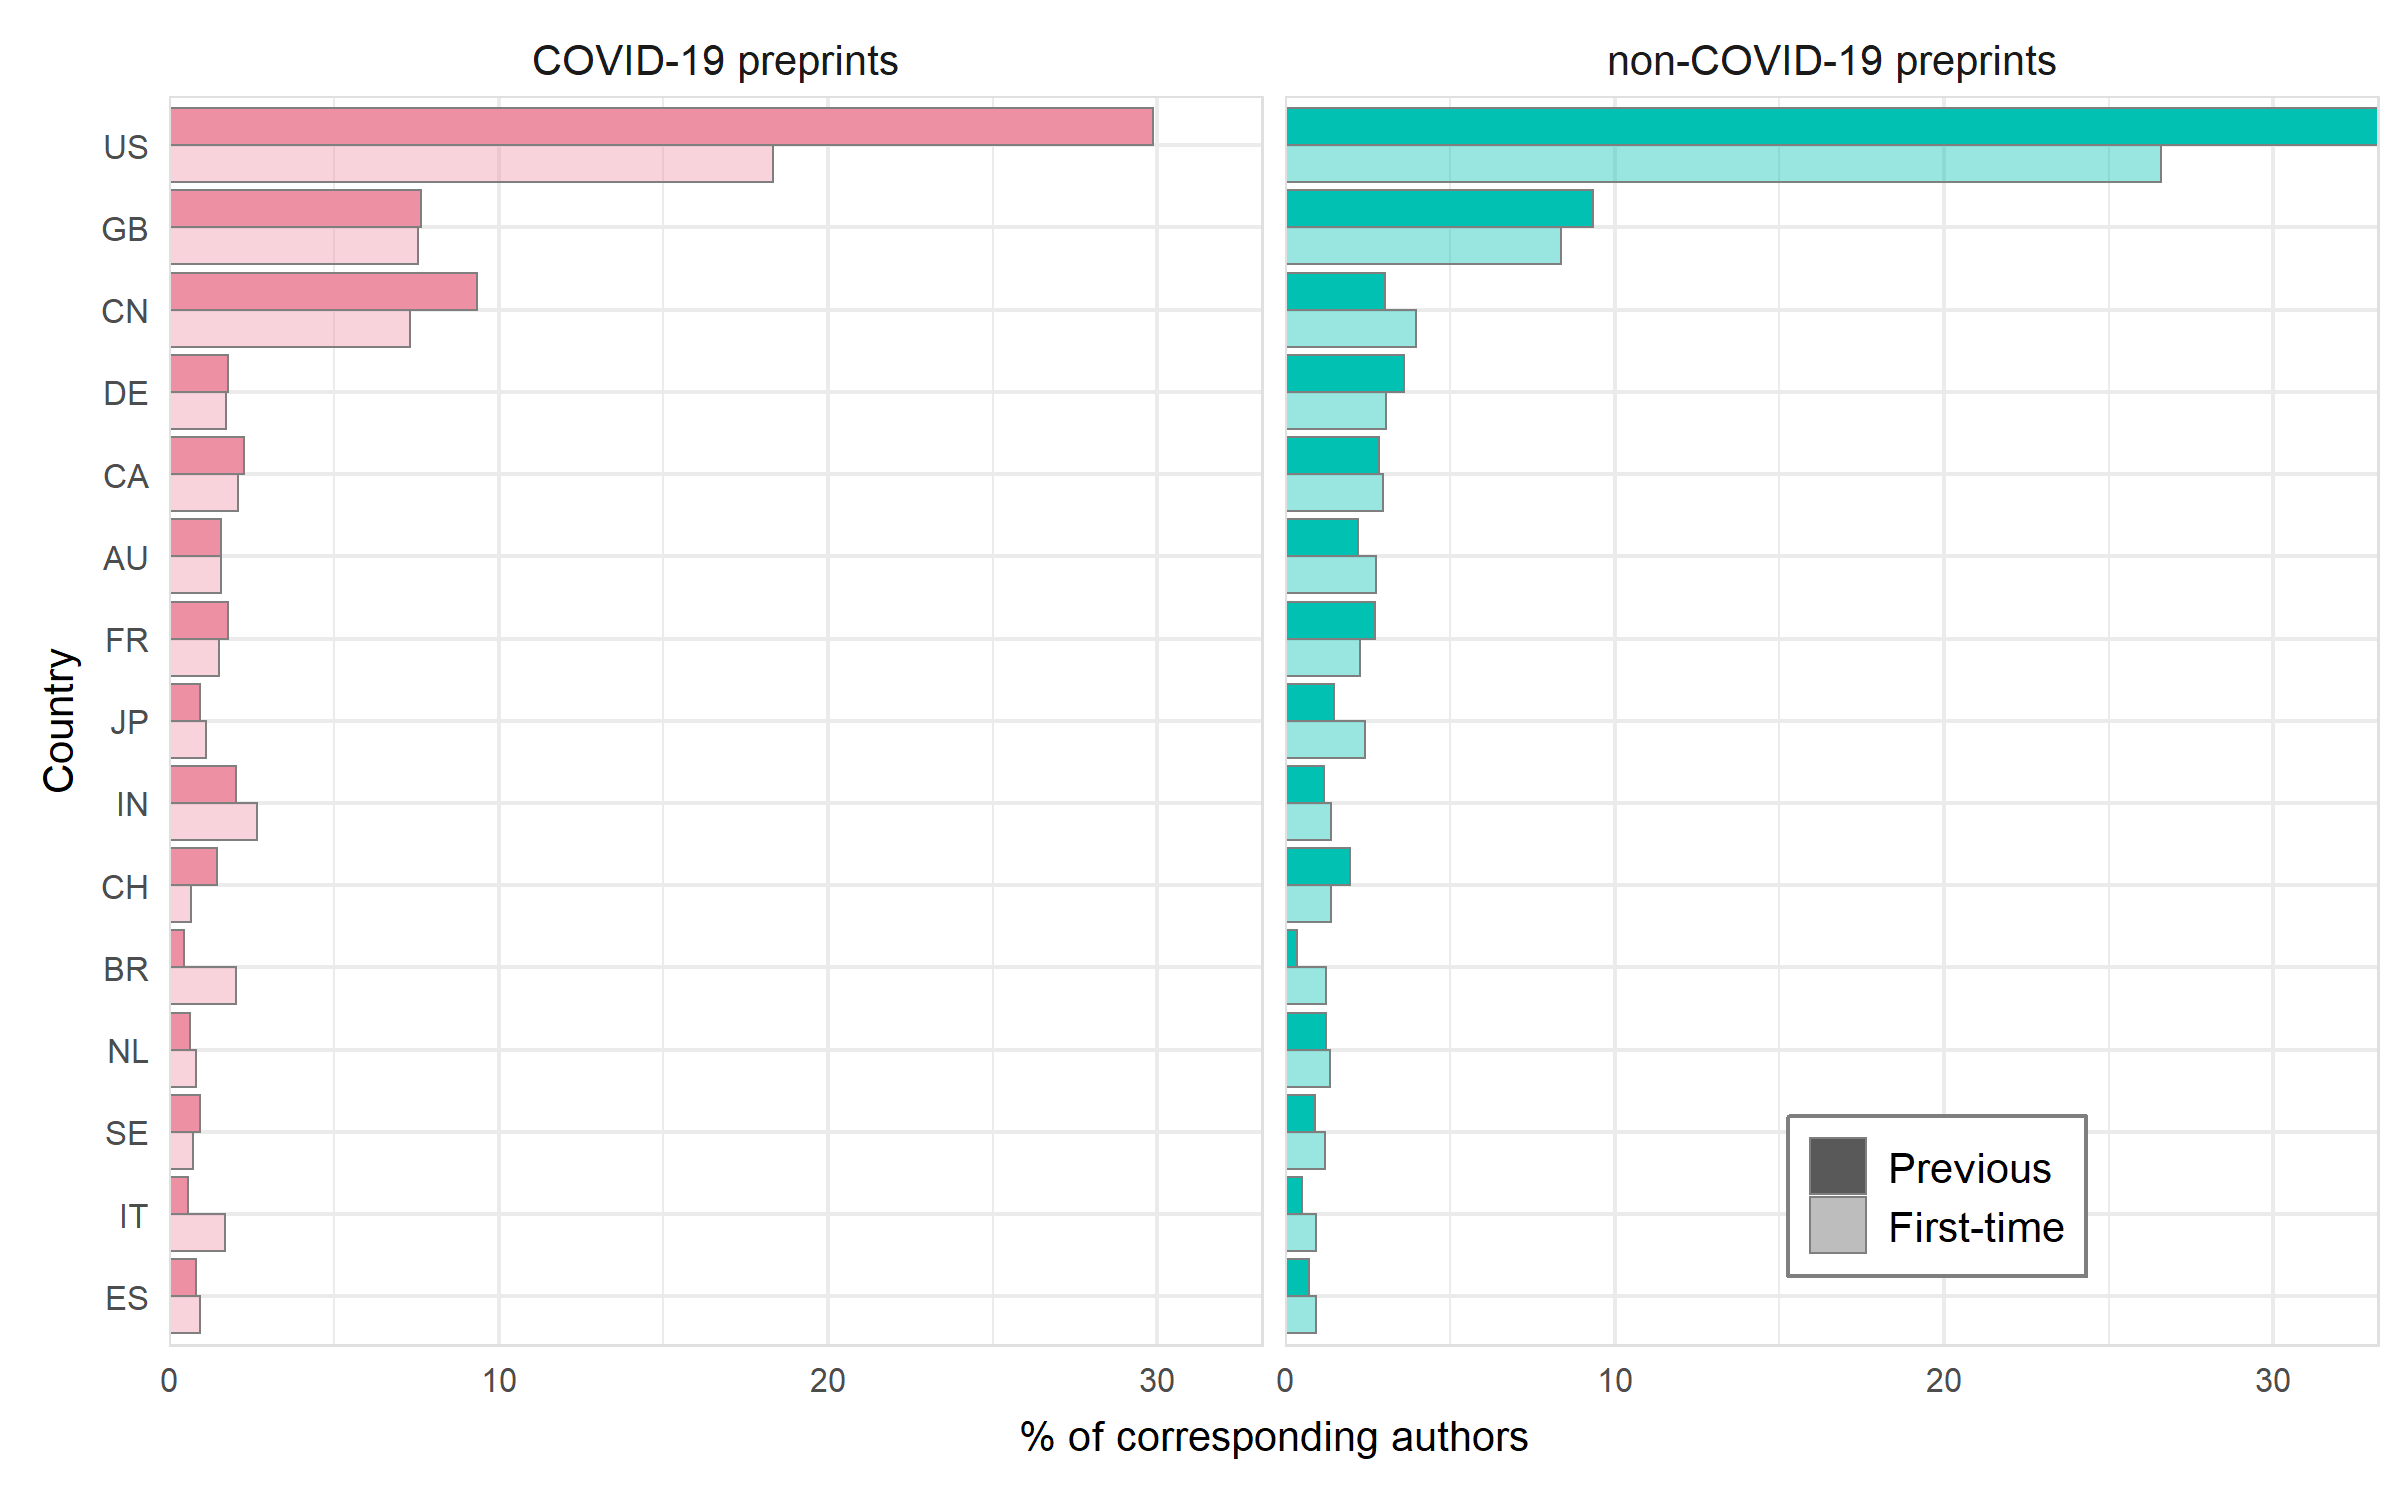 COVID-19 preprints
non-COVID-19 preprints
Country
US
GB
CN
DE
CA
AU
FR
JP
IN
CH
BR
NL
SE
IT
ES
Previous
First-time
0 10 20 30
0 10 20 30
% of corresponding authors